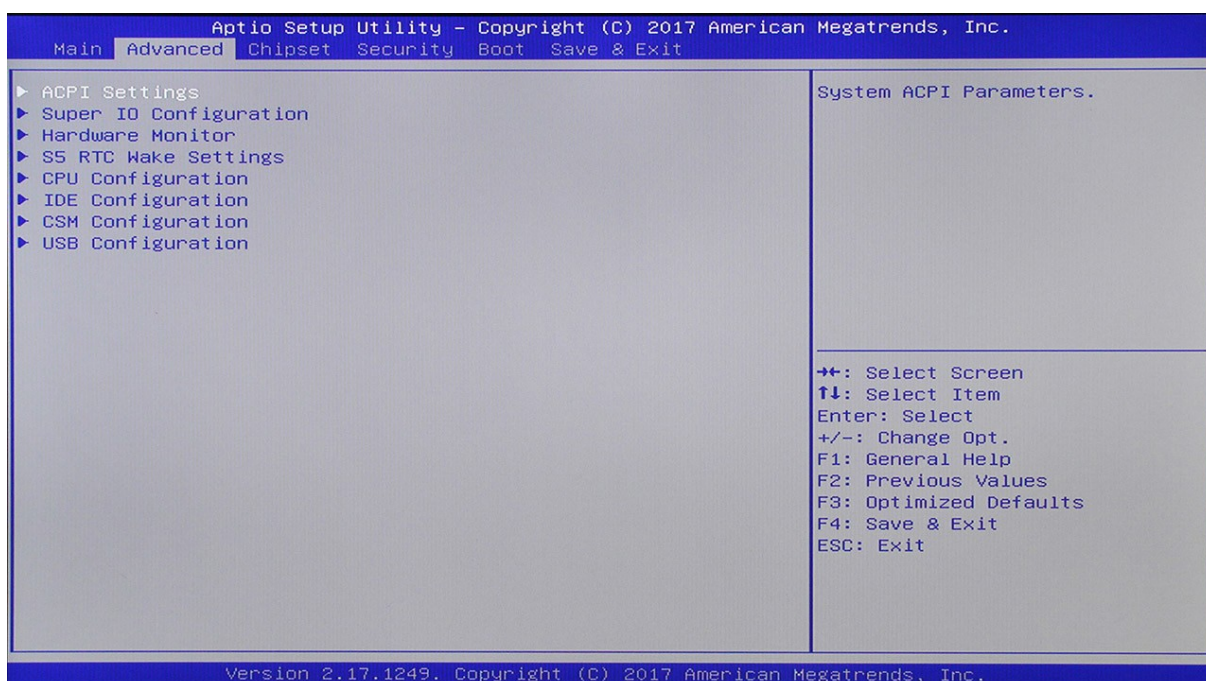 Aptio Setup Utility – Copyright (C) 2017 American Megatrends, Inc.
Main Advanced Chipset Security Boot Save & Exit
▶ ACPI Settings
▶ Super IO Configuration
▶ Hardware Monitor
▶ S5 RTC Wake Settings
▶ CPU Configuration
▶ IDE Configuration
▶ CSM Configuration
▶ USB Configuration
System ACPI Parameters.
→←: Select Screen
↑↓: Select Item
Enter: Select
+/-: Change Opt.
F1: General Help
F2: Previous Values
F3: Optimized Defaults
F4: Save & Exit
ESC: Exit
Version 2.17.1249. Copyright (C) 2017 American Megatrends, Inc.